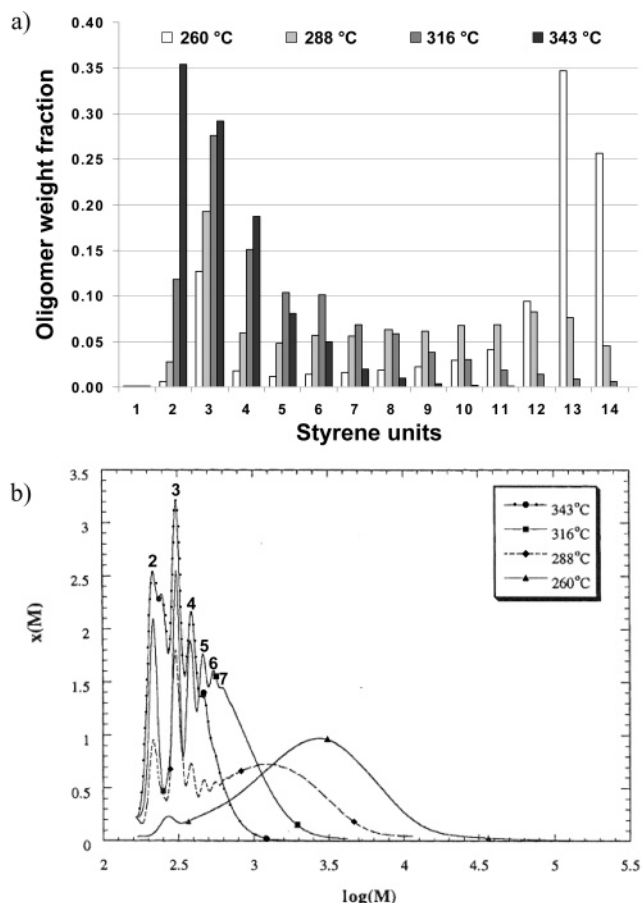 a)
0.40
260 °C 288 °C 316 °C 343 °C
0.35
0.30
0.25
0.20
0.15
0.10
0.05
0.00
Oligomer weight fraction
1 2 3 4 5 6 7 8 9 10 11 12 13 14
Styrene units
b)
3.5
3
2.5
2
1.5
1
0.5
0
x(M)
3
2
4
5
6
7
343°C
316°C
288°C
260°C
2 2.5 3 3.5 4 4.5 5 5.5
log(M)